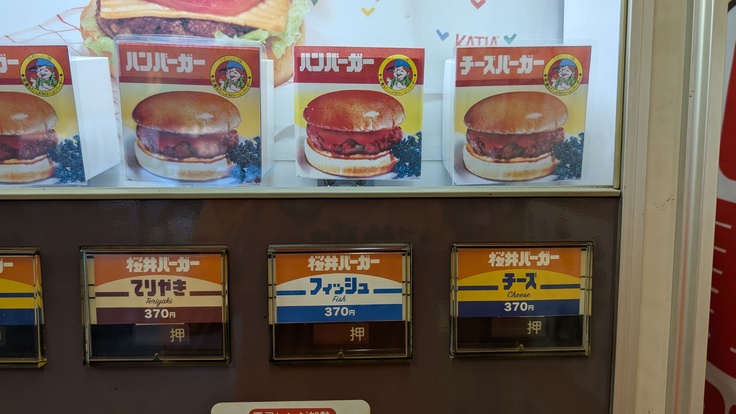 KATIA
ガー
ハンバーガー
ハンバーガー
チーズバーガー
ガー
桜井バーガー
てりやき
Teriyaki
370円
押
桜井バーガー
フィッシュ
Fish
370円
押
桜井バーガー
チーズ
Cheese
370円
押